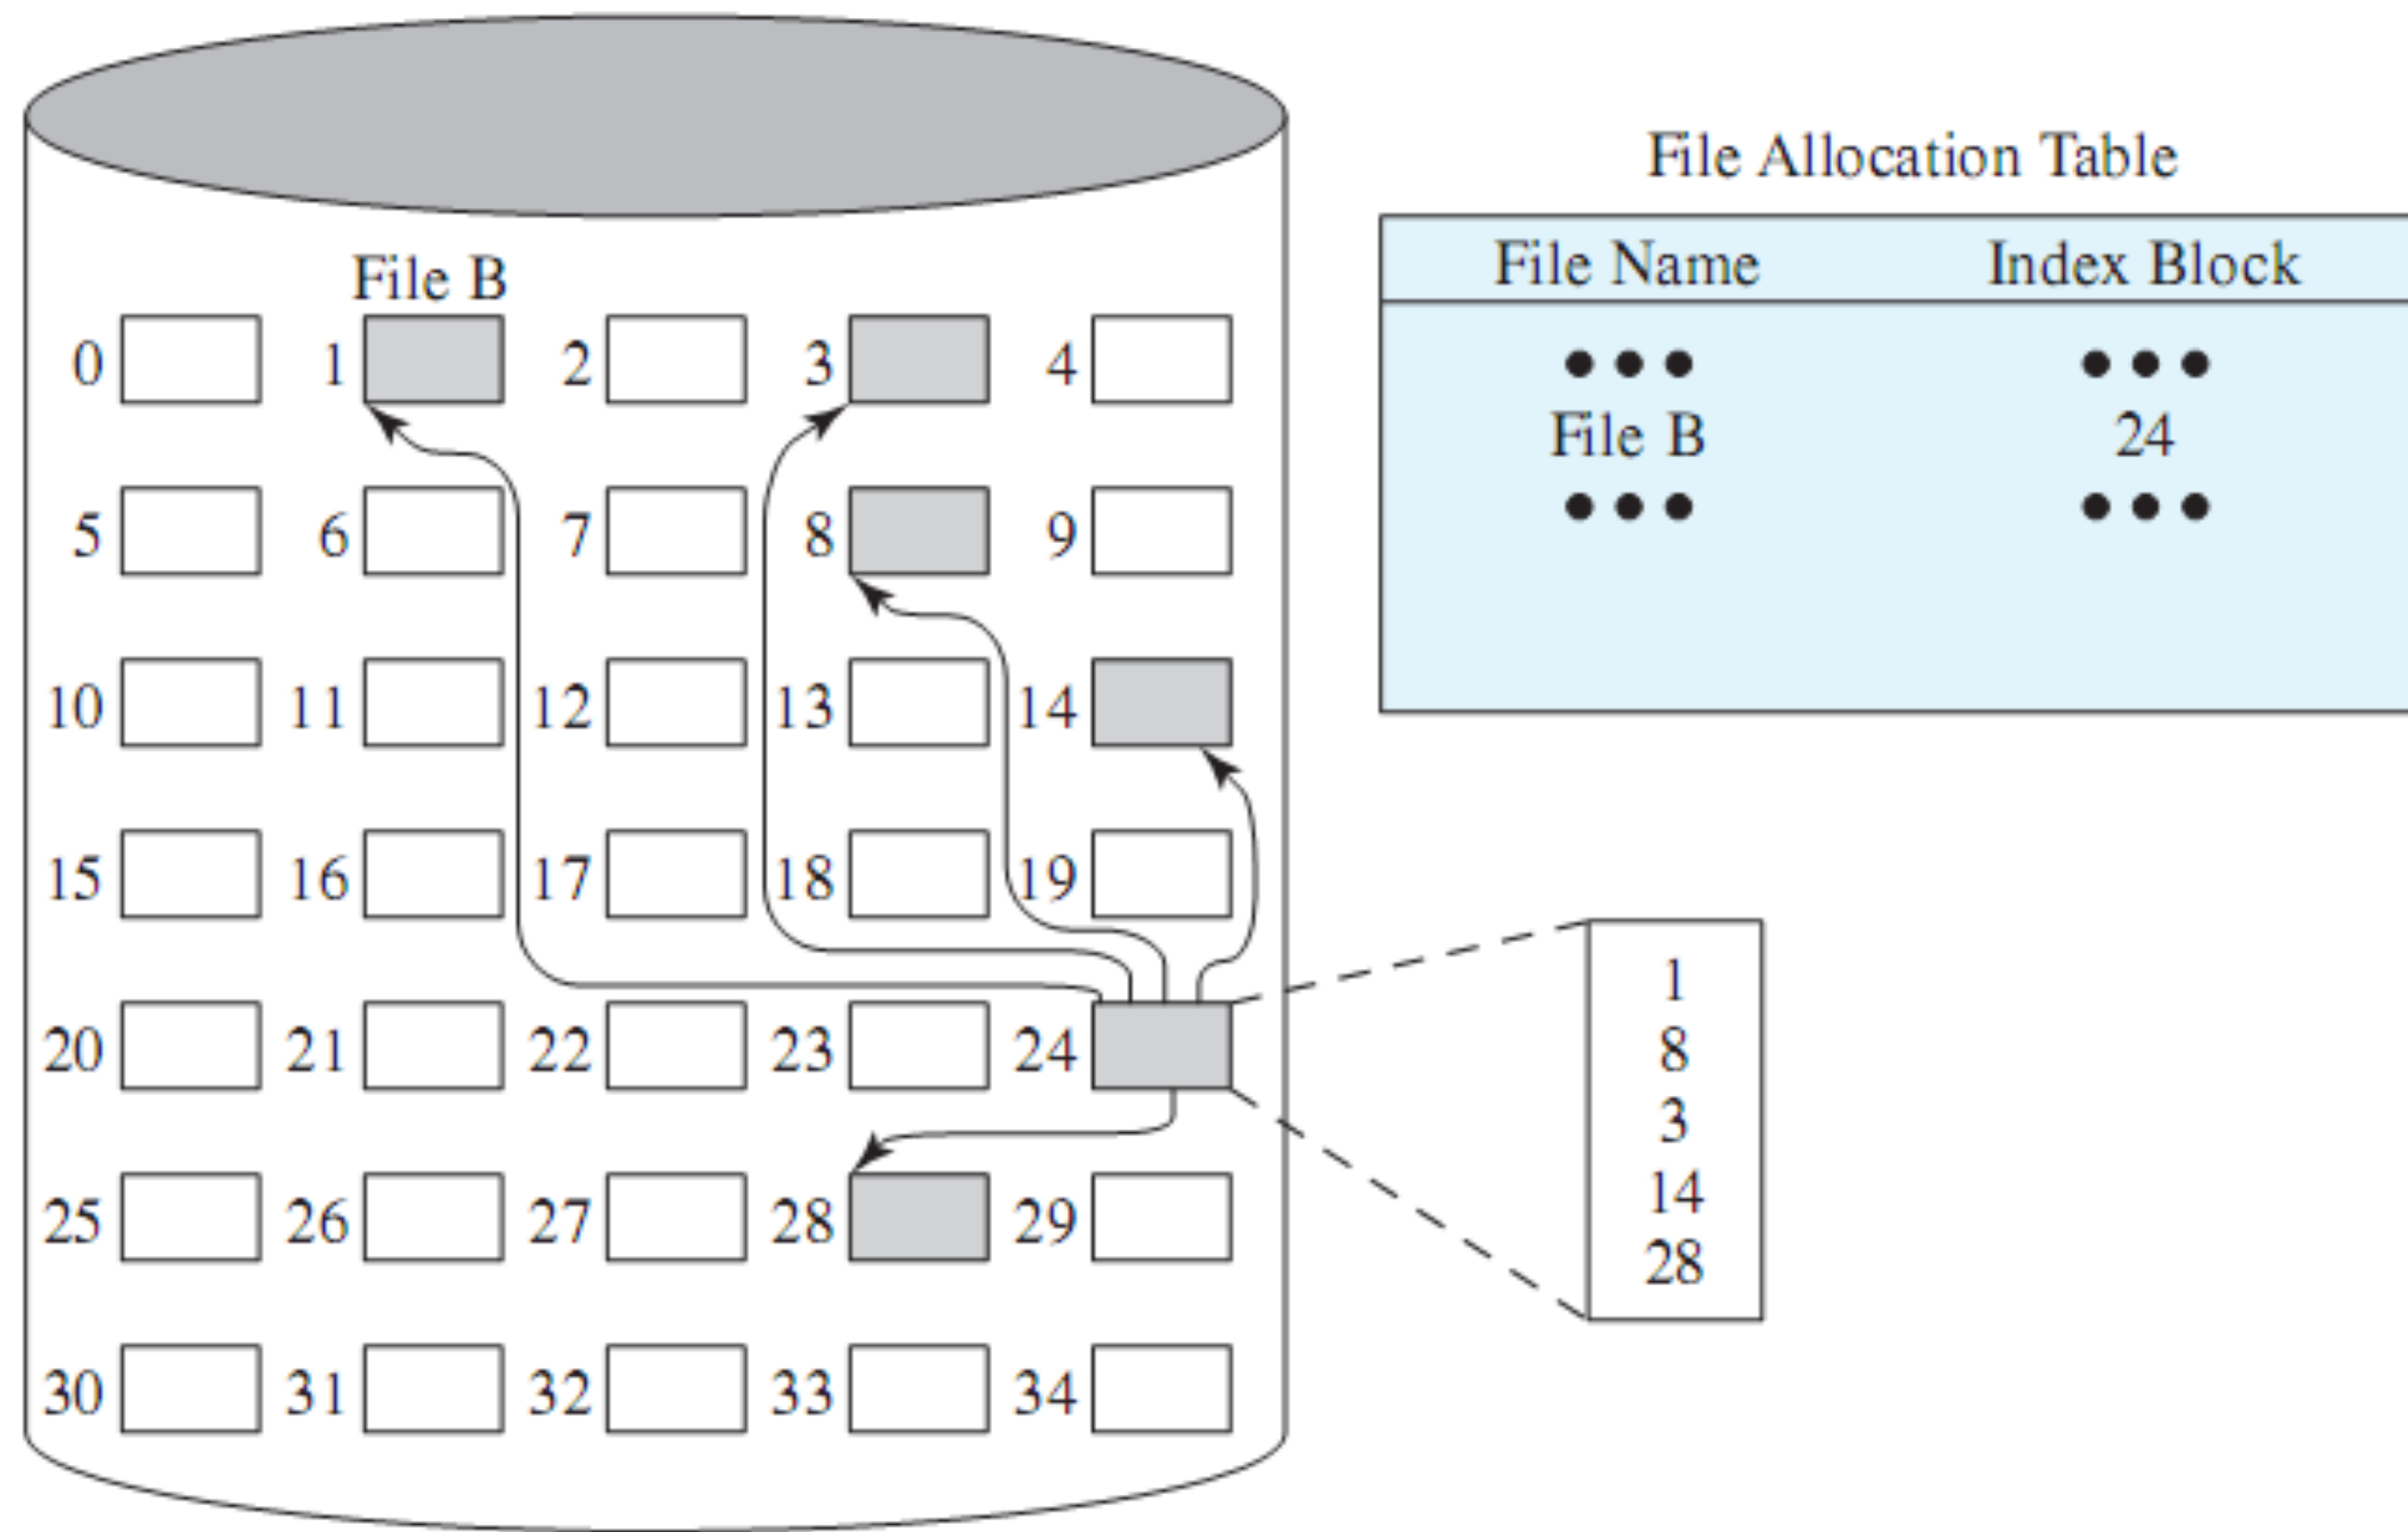 File B
0 1 2 3 4
5 6 7 8 9
10 11 12 13 14
15 16 17 18 19
20 21 22 23 24
25 26 27 28 29
30 31 32 33 34
File Allocation Table
File Name Index Block
••• •••
File B 24
••• •••
1
8
3
14
28